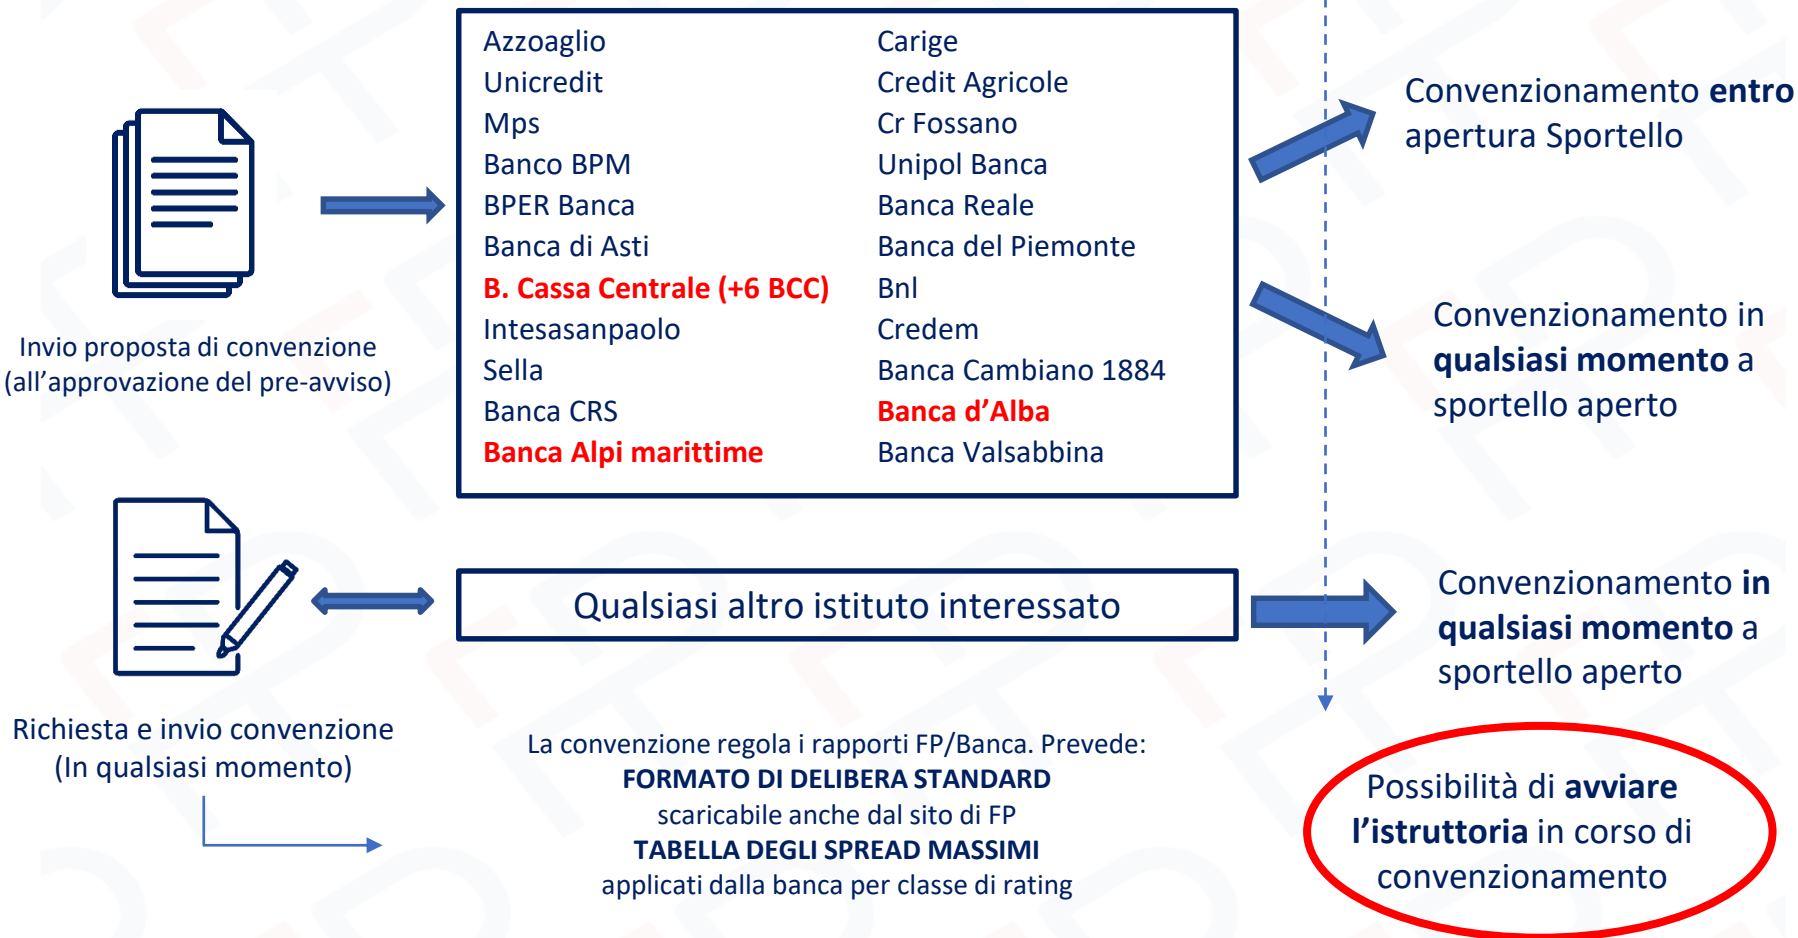 Azzoaglio
Unicredit
Mps
Banco BPM
BPER Banca
Banca di Asti
B. Cassa Centrale (+6 BCC)
Intesasanpaolo
Sella
Banca CRS
Banca Alpi marittime
Carige
Credit Agricole
Cr Fossano
Unipol Banca
Banca Reale
Banca del Piemonte
Bnl
Credem
Banca Cambiano 1884
Banca d’Alba
Banca Valsabbina
Convenzionamento entro
apertura Sportello
Convenzionamento in
qualsiasi momento a
sportello aperto
Invio proposta di convenzione
(all’approvazione del pre-avviso)
Qualsiasi altro istituto interessato
Convenzionamento in
qualsiasi momento a
sportello aperto
Richiesta e invio convenzione
(In qualsiasi momento)
La convenzione regola i rapporti FP/Banca. Prevede:
FORMATO DI DELIBERA STANDARD
scaricabile anche dal sito di FP
TABELLA DEGLI SPREAD MASSIMI
applicati dalla banca per classe di rating
Possibilità di avviare
l’istruttoria in corso di
convenzionamento